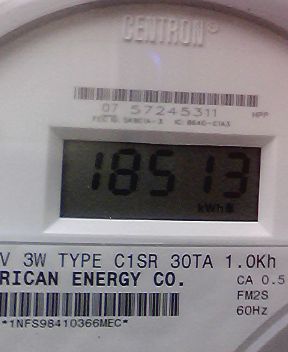 CENTRON®
07 57245311 HPP
18513
kWh
V 3W TYPE C1SR 30TA 1.0Kh
RICAN ENERGY CO. CA 0.5
FM2S
*1NFS98410366MEC* 60Hz